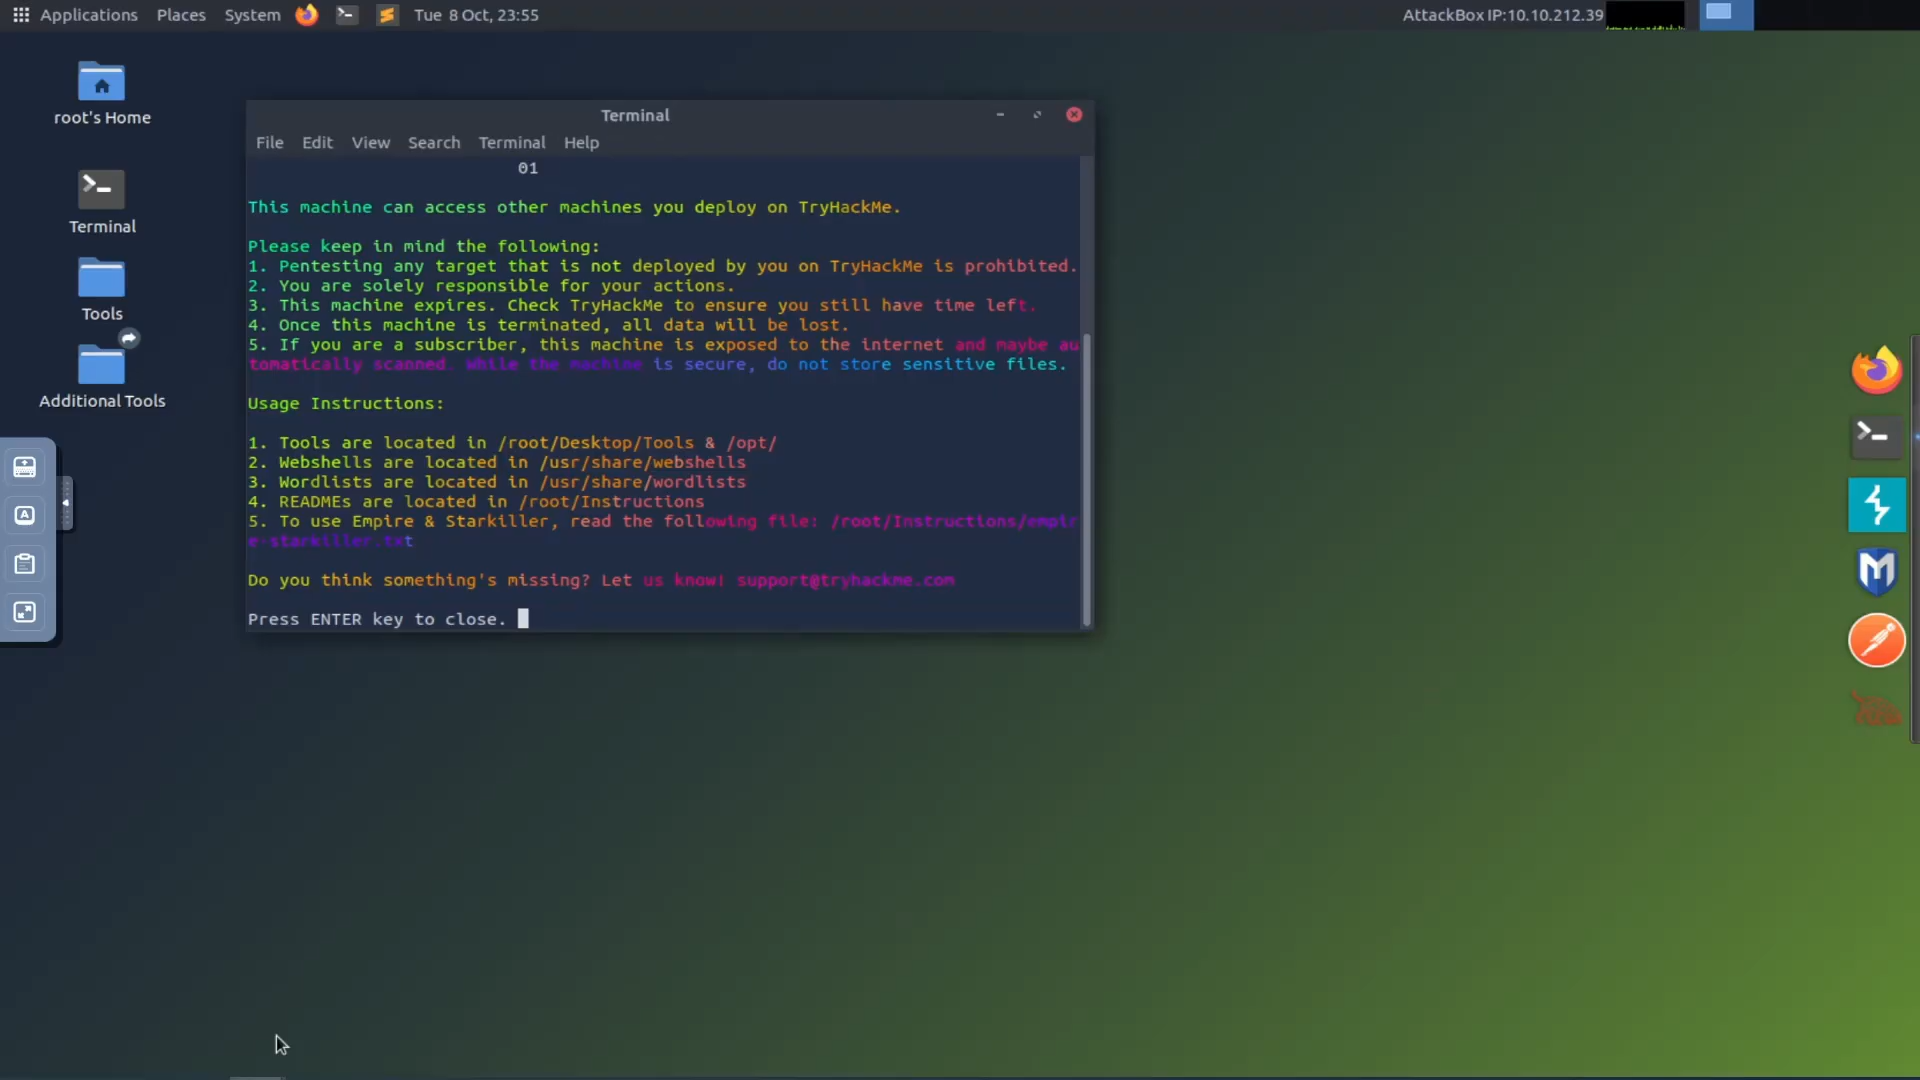 Applications Places System Tue 8 Oct, 23:55 AttackBox IP:10.10.212.39
root's Home
Terminal
Tools
Additional Tools
Terminal
File Edit View Search Terminal Help
01
This machine can access other machines you deploy on TryHackMe.
Please keep in mind the following:
1. Pentesting any target that is not deployed by you on TryHackMe is prohibited.
2. You are solely responsible for your actions.
3. This machine expires. Check TryHackMe to ensure you still have time left.
4. Once this machine is terminated, all data will be lost.
5. If you are a subscriber, this machine is exposed to the internet and maybe au
tomatically scanned. While the machine is secure, do not store sensitive files.
Usage Instructions:
1. Tools are located in /root/Desktop/Tools & /opt/
2. Webshells are located in /usr/share/webshells
3. Wordlists are located in /usr/share/wordlists
4. READMEs are located in /root/Instructions
5. To use Empire & Starkiller, read the following file: /root/Instructions/empir
e-starkiller.txt
Do you think something's missing? Let us know! support@tryhackme.com
Press ENTER key to close.